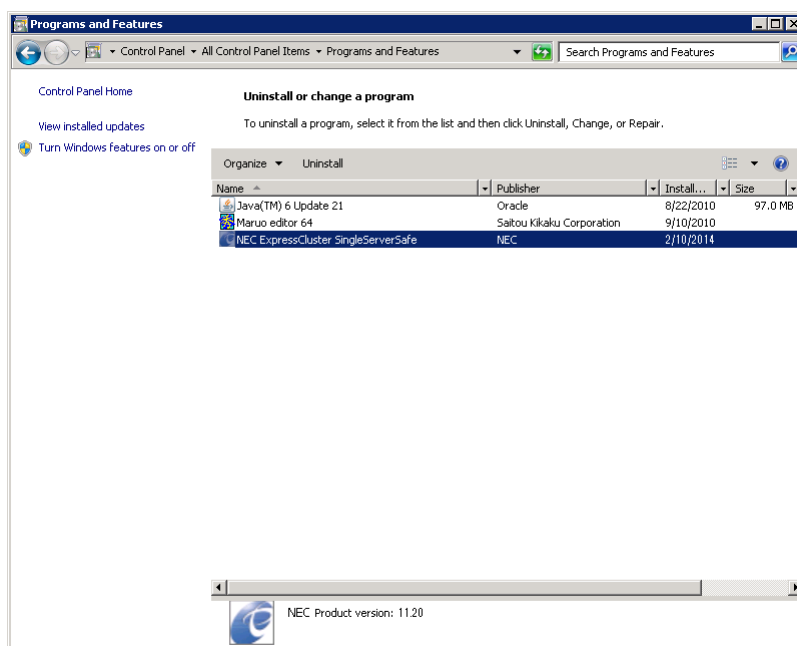 Programs and Features
Control Panel All Control Panel Items Programs and Features Search Programs and Features
Control Panel Home
View installed updates
Turn Windows features on or off
Uninstall or change a program
To uninstall a program, select it from the list and then click Uninstall, Change, or Repair.
Organize Uninstall
Name Publisher Install... Size
Java(TM) 6 Update 21 Oracle 8/22/2010 97.0 MB
Maruo editor 64 Saitou Kikaku Corporation 9/10/2010
NEC ExpressCluster SingleServerSafe NEC 2/10/2014
NEC Product version: 11.20